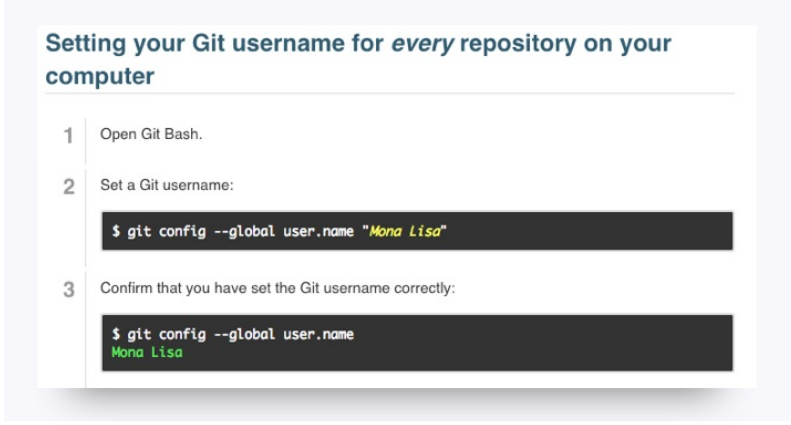 Setting your Git username for every repository on your
computer
1 Open Git Bash.
2 Set a Git username:
$ git config --global user.name "Mona Lisa"
3 Confirm that you have set the Git username correctly:
$ git config --global user.name
Mona Lisa